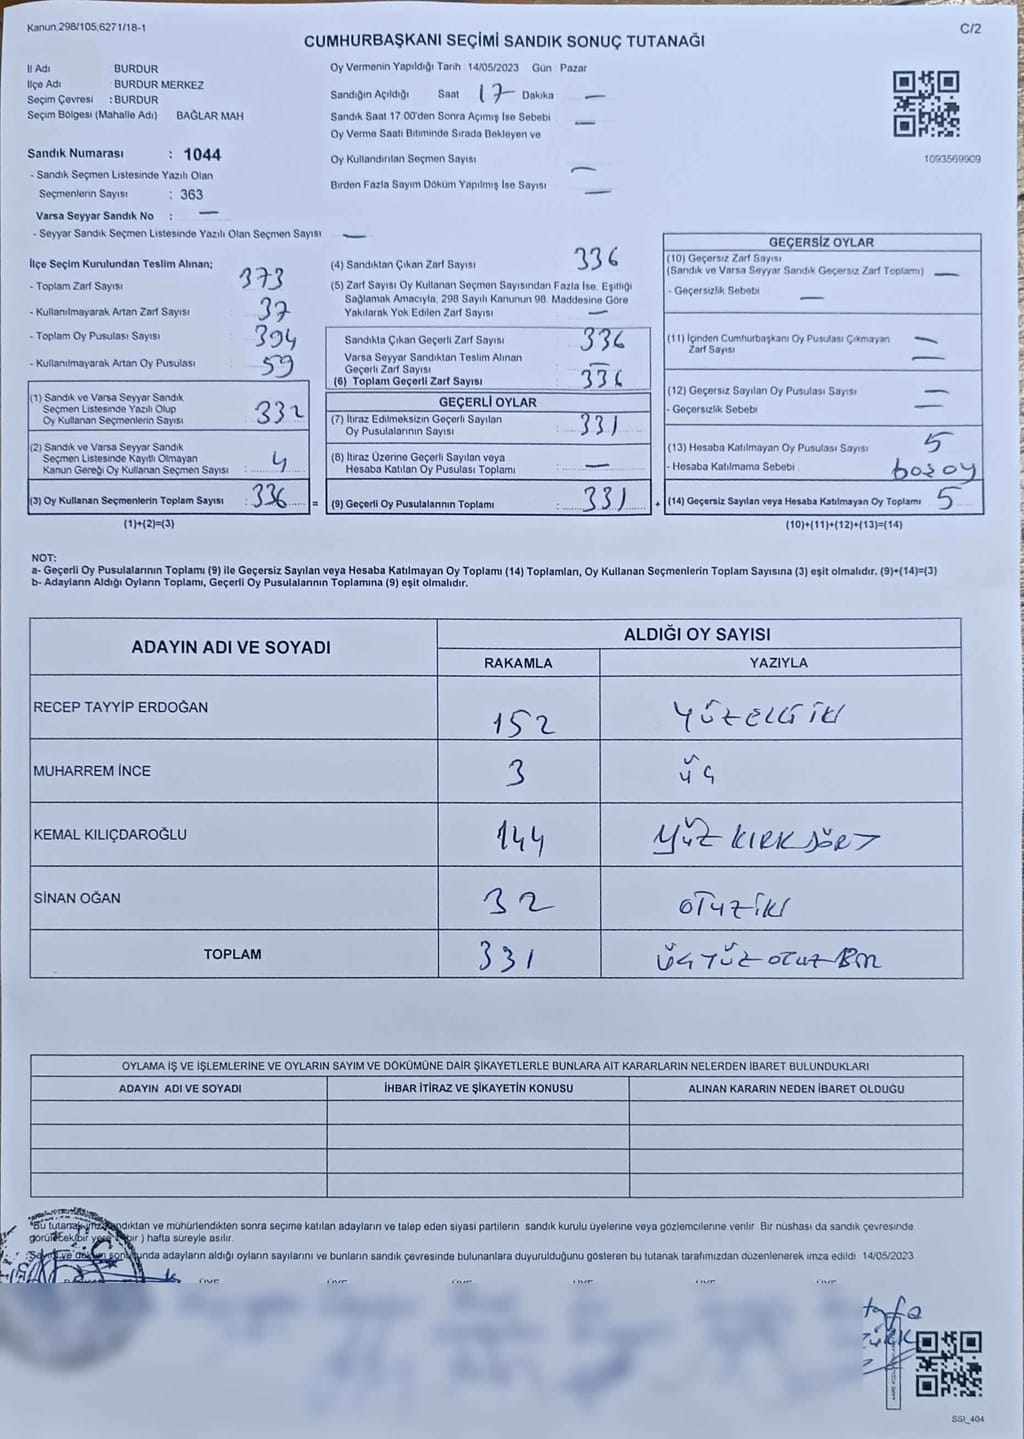 Kanun.298/105,6271/18-1
C/2
CUMHURBAŞKANI SEÇİMİ SANDIK SONUÇ TUTANAĞI
İl Adı BURDUR
İlçe Adı : BURDUR MERKEZ
Seçim Çevresi : BURDUR
Seçim Bölgesi (Mahalle Adı) BAĞLAR MAH
Sandık Numarası : 1044
- Sandık Seçmen Listesinde Yazılı Olan
Seçmenlerin Sayısı : 363
Varsa Seyyar Sandık No : —
- Seyyar Sandık Seçmen Listesinde Yazılı Olan Seçmen Sayısı —
Oy Vermenin Yapıldığı Tarih : 14/05/2023 Gün : Pazar
Sandığın Açıldığı Saat 17 Dakika —
Sandık Saat 17.00'den Sonra Açımış İse Sebebi —
Oy Verme Saati Bitiminde Sırada Bekleyen ve
Oy Kullandırılan Seçmen Sayısı —
Birden Fazla Sayım Döküm Yapılmış İse Sayısı —
1093569909
İlçe Seçim Kurulundan Teslim Alınan;
- Toplam Zarf Sayısı 373
- Kullanılmayarak Artan Zarf Sayısı 37
- Toplam Oy Pusulası Sayısı 394
- Kullanılmayarak Artan Oy Pusulası 59
(1) Sandık ve Varsa Seyyar Sandık
Seçmen Listesinde Yazılı Olup
Oy Kullanan Seçmenlerin Sayısı : 332
(2) Sandık ve Varsa Seyyar Sandık
Seçmen Listesinde Kayıtlı Olmayan
Kanun Gereği Oy Kullanan Seçmen Sayısı : 4
(3) Oy Kullanan Seçmenlerin Toplam Sayısı : 336 =
(1)+(2)=(3)
(4) Sandıktan Çıkan Zarf Sayısı 336
(5) Zarf Sayısı Oy Kullanan Seçmen Sayısından Fazla İse, Eşitliği
Sağlamak Amacıyla, 298 Sayılı Kanunun 98. Maddesine Göre
Yakılarak Yok Edilen Zarf Sayısı —
Sandıkta Çıkan Geçerli Zarf Sayısı 336
Varsa Seyyar Sandıktan Teslim Alınan
Geçerli Zarf Sayısı —
(6) Toplam Geçerli Zarf Sayısı 336
GEÇERLİ OYLAR
(7) İtiraz Edilmeksizin Geçerli Sayılan
Oy Pusulalarının Sayısı : 331
(8) İtiraz Üzerine Geçerli Sayılan veya
Hesaba Katılan Oy Pusulası Toplamı : —
(9) Geçerli Oy Pusulalarının Toplamı : 331 +
GEÇERSİZ OYLAR
(10) Geçersiz Zarf Sayısı
(Sandık ve Varsa Seyyar Sandık Geçersiz Zarf Toplamı) —
- Geçersizlik Sebebi —
(11) İçinden Cumhurbaşkanı Oy Pusulası Çıkmayan —
Zarf Sayısı —
(12) Geçersiz Sayılan Oy Pusulası Sayısı —
- Geçersizlik Sebebi —
(13) Hesaba Katılmayan Oy Pusulası Sayısı 5
- Hesaba Katılmama Sebebi boş oy
(14) Geçersiz Sayılan veya Hesaba Katılmayan Oy Toplamı 5
(10)+(11)+(12)+(13)=(14)
NOT:
a- Geçerli Oy Pusulalarının Toplamı (9) ile Geçersiz Sayılan veya Hesaba Katılmayan Oy Toplamı (14) Toplamları, Oy Kullanan Seçmenlerin Toplam Sayısına (3) eşit olmalıdır. (9)+(14)=(3)
b- Adayların Aldığı Oyların Toplamı, Geçerli Oy Pusulalarının Toplamına (9) eşit olmalıdır.
ADAYIN ADI VE SOYADI ALDIĞI OY SAYISI
RAKAMLA YAZIYLA
RECEP TAYYİP ERDOĞAN 152 YÜZELLİ İKİ
MUHARREM İNCE 3 üç
KEMAL KILIÇDAROĞLU 144 YÜZ KIRK DÖRT
SİNAN OĞAN 32 OTUZ İKİ
TOPLAM 331 ÜÇ YÜZ OTUZ BİR
OYLAMA İŞ VE İŞLEMLERİNE VE OYLARIN SAYIM VE DÖKÜMÜNE DAİR ŞİKAYETLERLE BUNLARA AİT KARARLARIN NELERDEN İBARET BULUNDUKLARI
ADAYIN ADI VE SOYADI İHBAR İTİRAZ VE ŞİKAYETİN KONUSU ALINAN KARARIN NEDEN İBARET OLDUĞU
ve mühürlendikten sonra seçime katılan adayların ve talep eden siyasi partilerin sandık kurulu üyelerine veya gözlemcilerine verilir. Bir nüshası da sandık çevresinde
) hafta süreyle asılır.
adayların aldığı oyların sayılarını ve bunların sandık çevresinde bulunanlara duyurulduğunu gösteren bu tutanak tarafımızdan düzenlenerek imza edildi. 14/05/2023
ÜYE ÜYE ÜYE ÜYE ÜYE ÜYE
SSI_404